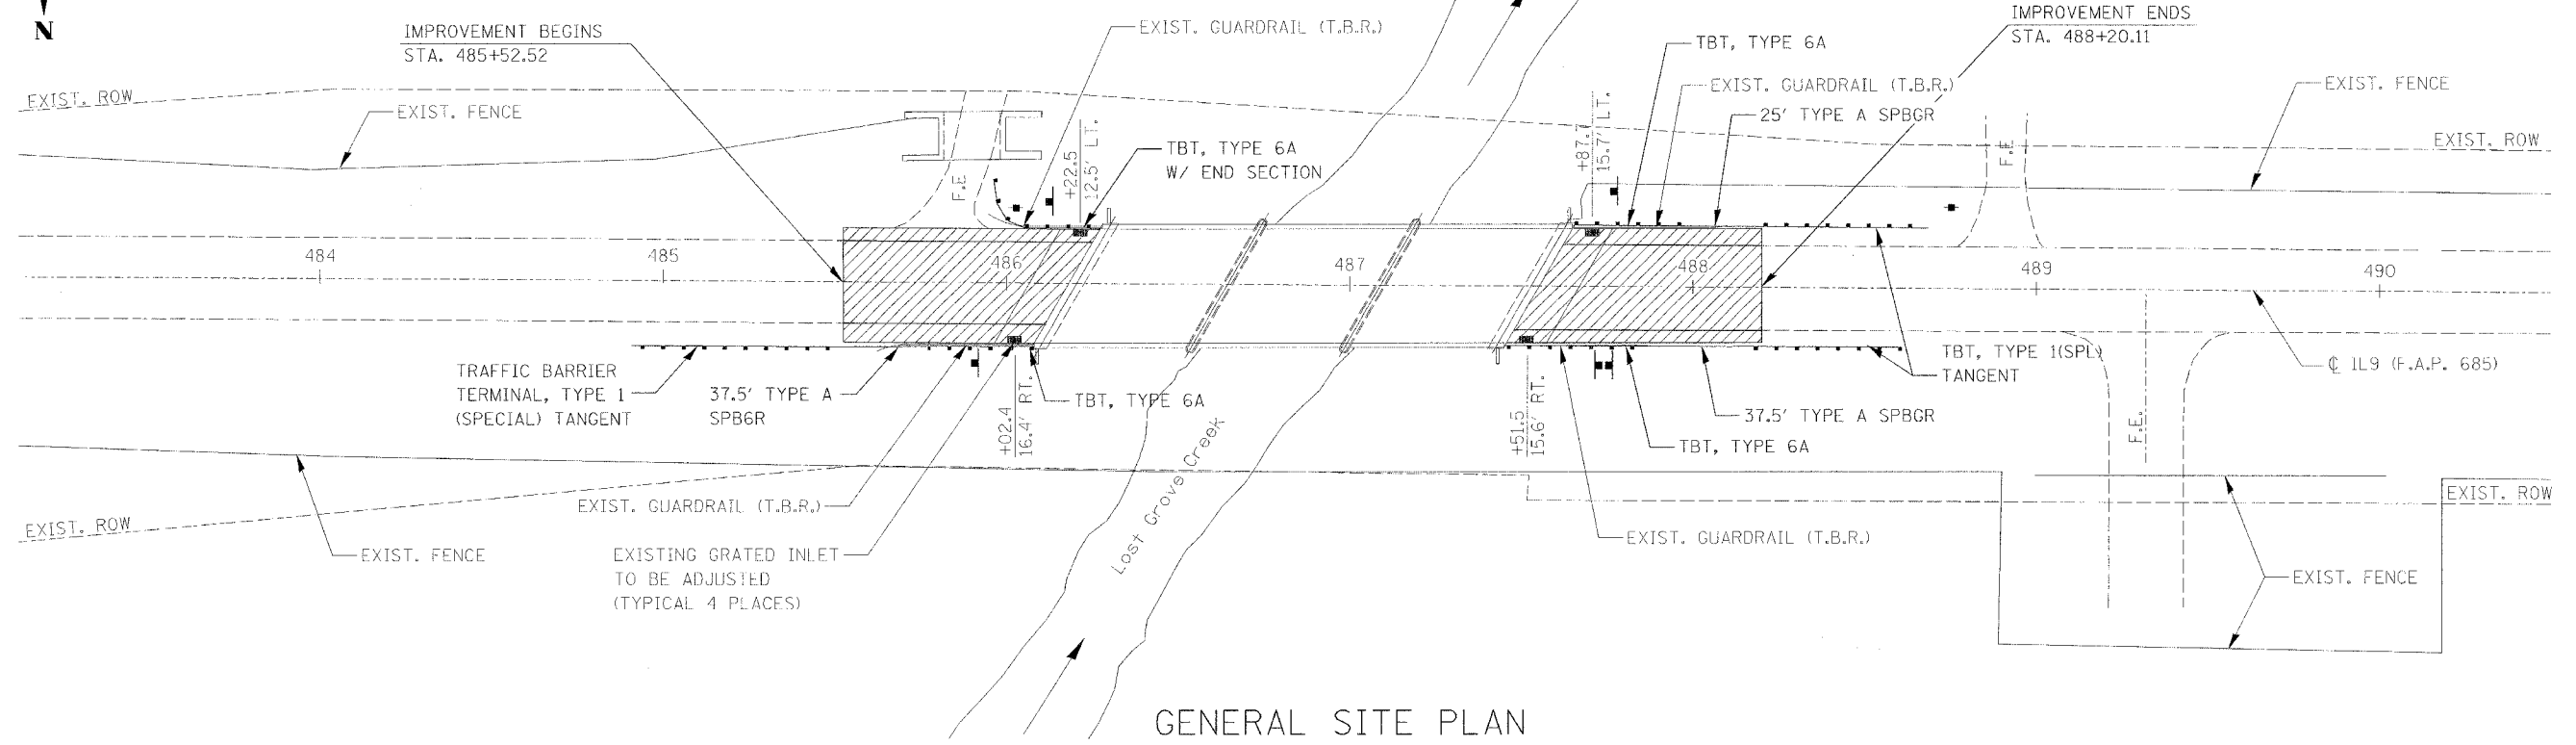 N
IMPROVEMENT BEGINS
STA. 485+52.52
EXIST. GUARDRAIL (T.B.R.)
IMPROVEMENT ENDS
STA. 488+20.11
TBT, TYPE 6A
EXIST. GUARDRAIL (T.B.R.)
25' TYPE A SPBGR
EXIST. FENCE
EXIST. ROW
EXIST. FENCE
EXIST. ROW
TBT, TYPE 6A
W/ END SECTION
+22.5
12.5' LT.
+87.7
15.7' LT.
F.E
F.E
484
485
486
487
488
489
490
TRAFFIC BARRIER
TERMINAL, TYPE 1
(SPECIAL) TANGENT
37.5' TYPE A
SPB6R
TBT, TYPE 6A
+02.4
16.4' RT.
+51.5
15.6' RT.
TBT, TYPE 1(SPL)
TANGENT
℄ IL9 (F.A.P. 685)
37.5' TYPE A SPBGR
TBT, TYPE 6A
F.E.
Lost Grove Creek
EXIST. GUARDRAIL (T.B.R.)
EXIST. ROW
EXIST. ROW
EXIST. FENCE
EXISTING GRATED INLET
TO BE ADJUSTED
(TYPICAL 4 PLACES)
EXIST. GUARDRAIL (T.B.R.)
EXIST. FENCE
GENERAL SITE PLAN